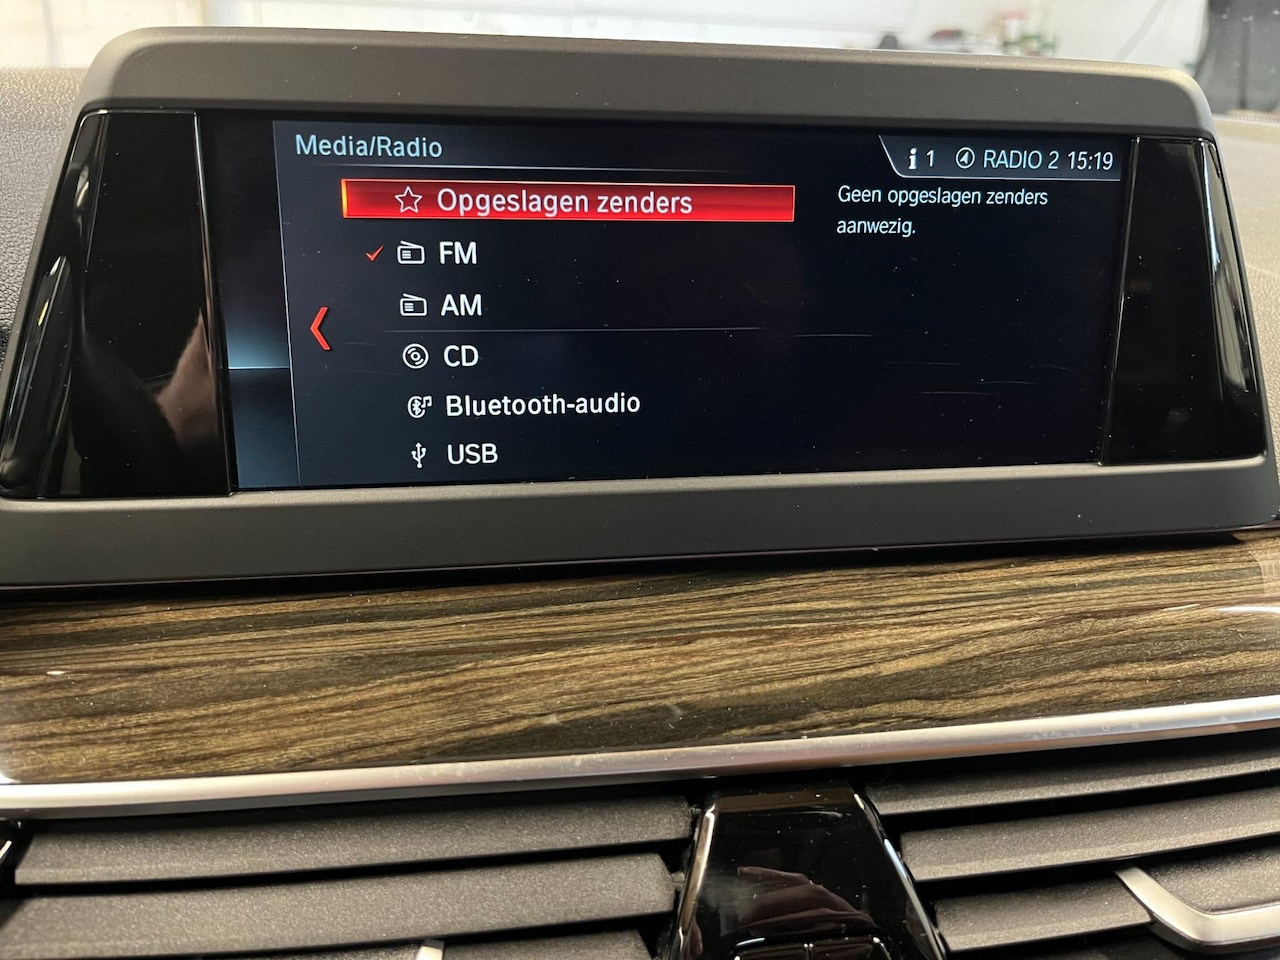 Media/Radio
1 RADIO 2 15:19
Opgeslagen zenders
Geen opgeslagen zenders
aanwezig.
FM
AM
CD
Bluetooth-audio
USB